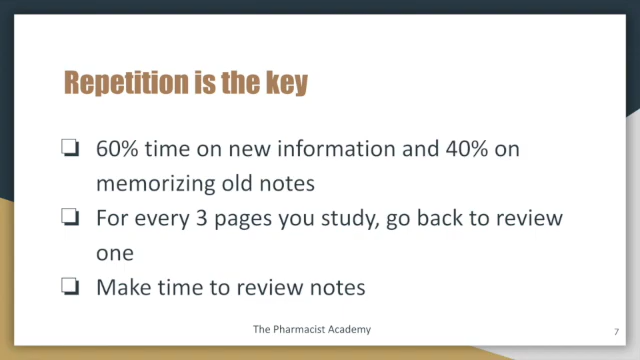 Repetition is the key
❏ 60% time on new information and 40% on
memorizing old notes
❏ For every 3 pages you study, go back to review
one
❏ Make time to review notes
The Pharmacist Academy
7